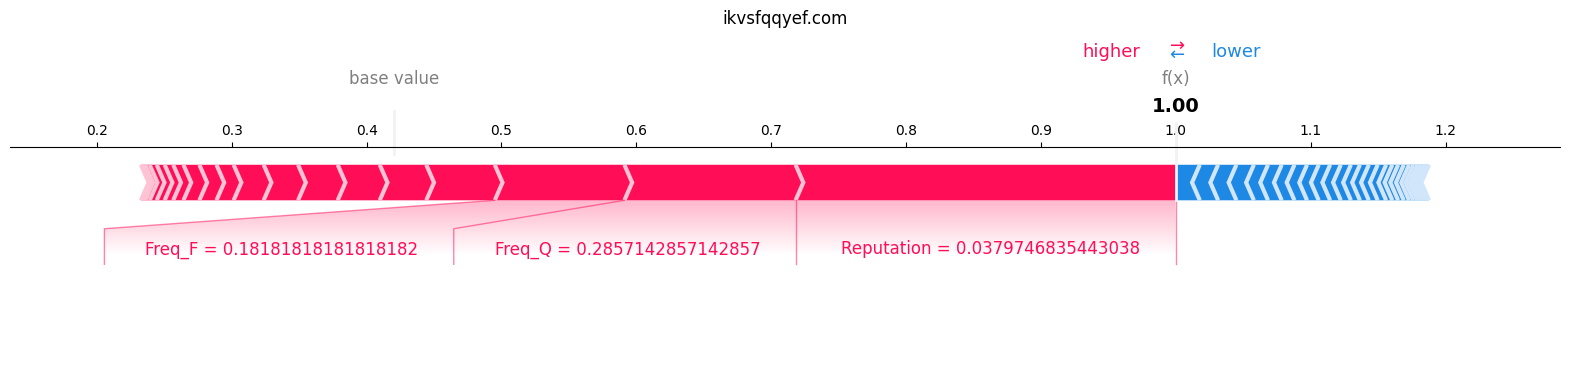 ikvsfqqyef.com
higher ⇄ lower
base value f(x)
1.00
0.2 0.3 0.4 0.5 0.6 0.7 0.8 0.9 1.0 1.1 1.2
Freq_F = 0.18181818181818182 Freq_Q = 0.2857142857142857 Reputation = 0.0379746835443038